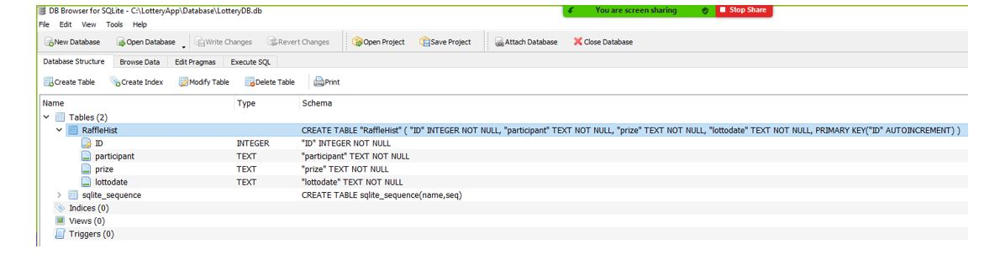 DB Browser for SQLite - C:\LotteryApp\Database\LotteryDB.db
You are screen sharing Stop Share
File Edit View Tools Help
New Database Open Database Write Changes Revert Changes Open Project Save Project Attach Database Close Database
Database Structure Browse Data Edit Pragmas Execute SQL
Create Table Create Index Modify Table Delete Table Print
Name Type Schema
Tables (2)
RaffleHist CREATE TABLE "RaffleHist" ( "ID" INTEGER NOT NULL, "participant" TEXT NOT NULL, "prize" TEXT NOT NULL, "lottodate" TEXT NOT NULL, PRIMARY KEY("ID" AUTOINCREMENT) )
ID INTEGER "ID" INTEGER NOT NULL
participant TEXT "participant" TEXT NOT NULL
prize TEXT "prize" TEXT NOT NULL
lottodate TEXT "lottodate" TEXT NOT NULL
sqlite_sequence CREATE TABLE sqlite_sequence(name,seq)
Indices (0)
Views (0)
Triggers (0)